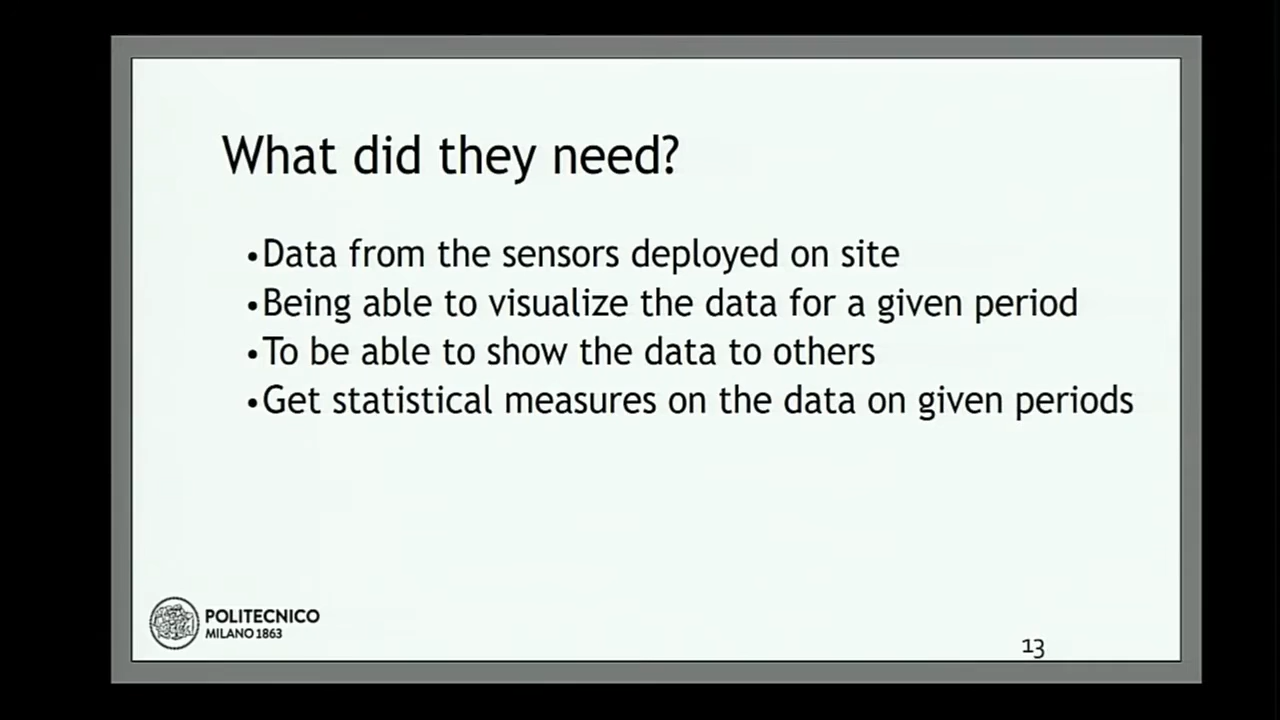 What did they need?
•Data from the sensors deployed on site
•Being able to visualize the data for a given period
•To be able to show the data to others
•Get statistical measures on the data on given periods
POLITECNICO
MILANO 1863
13